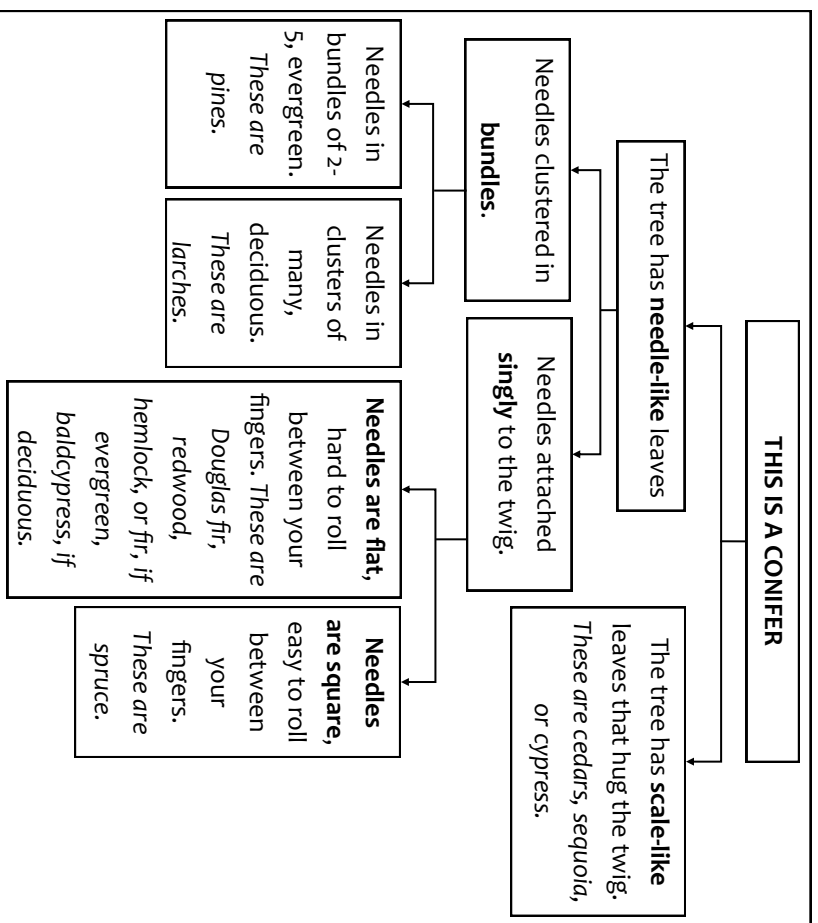 THIS IS A CONIFER
The tree has needle-like leaves
The tree has scale-like
leaves that hug the twig.
These are cedars, sequoia,
or cypress.
Needles clustered in
bundles.
Needles attached
singly to the twig.
Needles in
bundles of 2-
5, evergreen.
These are
pines.
Needles in
clusters of
many,
deciduous.
These are
larches.
Needles are flat,
hard to roll
between your
fingers. These are
Douglas fir,
redwood,
hemlock, or fir, if
evergreen,
baldcypress, if
deciduous.
Needles
are square,
easy to roll
between
your
fingers.
These are
spruce.